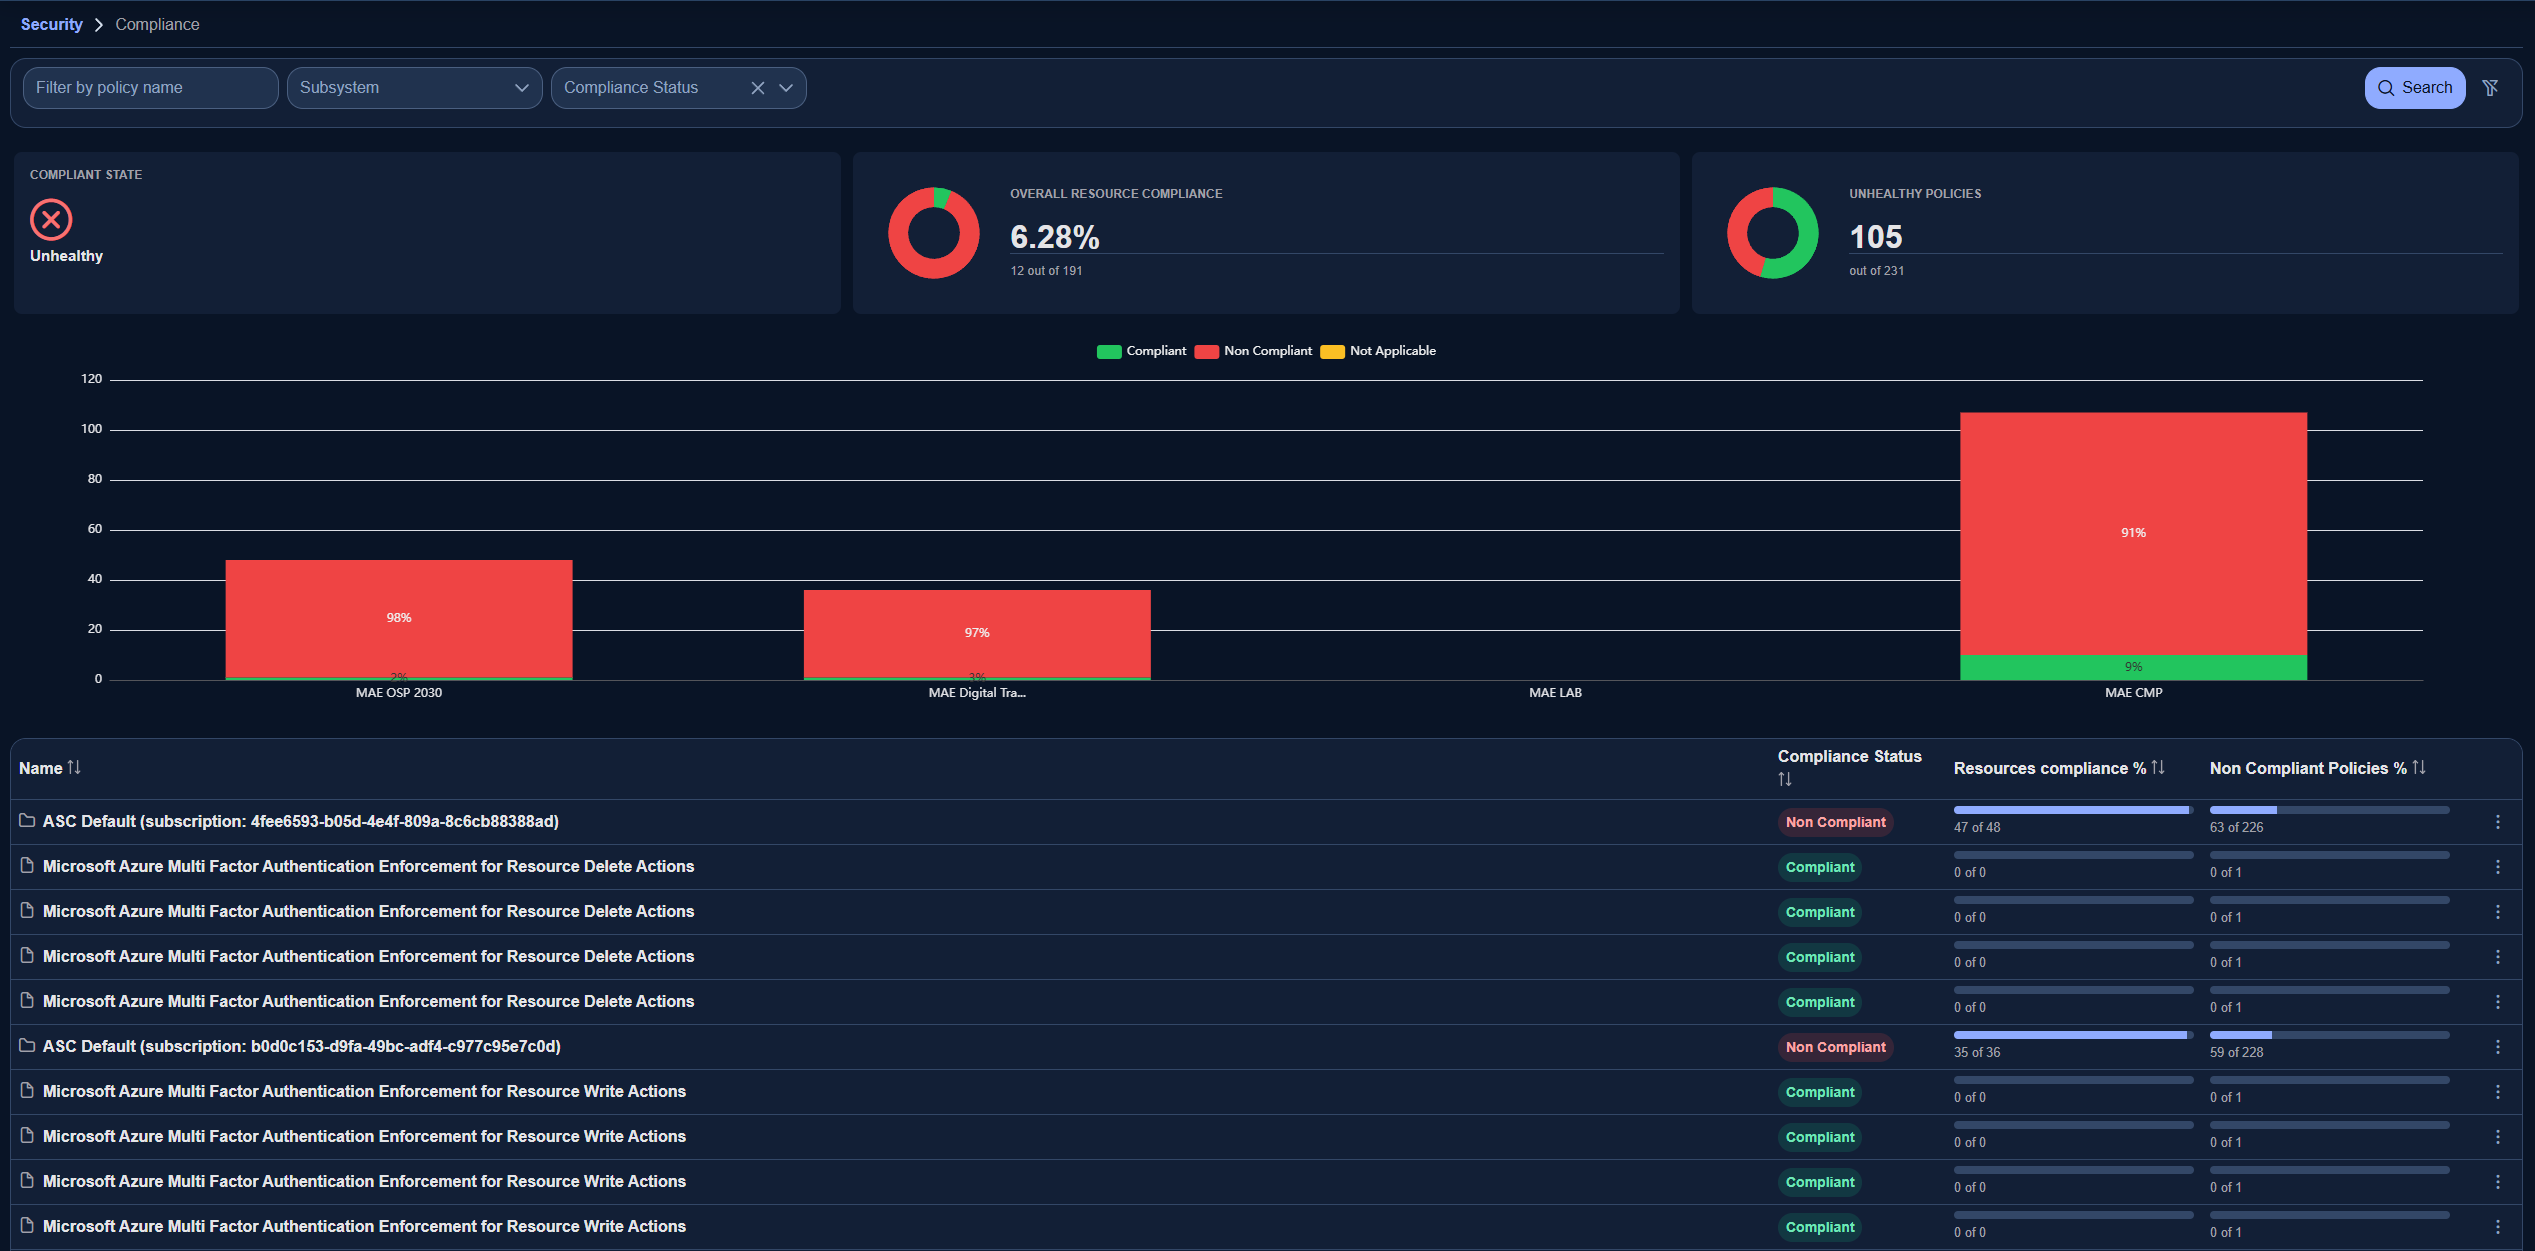 Security > Compliance
Filter by policy name
Subsystem
Compliance Status
Search
COMPLIANT STATE
Unhealthy
OVERALL RESOURCE COMPLIANCE
6.28%
12 out of 191
UNHEALTHY POLICIES
105
out of 231
Compliant Non Compliant Not Applicable
120
100
80
60
40
20
0
98%
2%
97%
3%
91%
9%
MAE OSP 2030
MAE Digital Tra...
MAE LAB
MAE CMP
Name Compliance Status Resources compliance % Non Compliant Policies %
ASC Default (subscription: 4fee6593-b05d-4e4f-809a-8c6cb88388ad) Non Compliant 47 of 48 63 of 226
Microsoft Azure Multi Factor Authentication Enforcement for Resource Delete Actions Compliant 0 of 0 0 of 1
Microsoft Azure Multi Factor Authentication Enforcement for Resource Delete Actions Compliant 0 of 0 0 of 1
Microsoft Azure Multi Factor Authentication Enforcement for Resource Delete Actions Compliant 0 of 0 0 of 1
Microsoft Azure Multi Factor Authentication Enforcement for Resource Delete Actions Compliant 0 of 0 0 of 1
ASC Default (subscription: b0d0c153-d9fa-49bc-adf4-c977c95e7c0d) Non Compliant 35 of 36 59 of 228
Microsoft Azure Multi Factor Authentication Enforcement for Resource Write Actions Compliant 0 of 0 0 of 1
Microsoft Azure Multi Factor Authentication Enforcement for Resource Write Actions Compliant 0 of 0 0 of 1
Microsoft Azure Multi Factor Authentication Enforcement for Resource Write Actions Compliant 0 of 0 0 of 1
Microsoft Azure Multi Factor Authentication Enforcement for Resource Write Actions Compliant 0 of 0 0 of 1